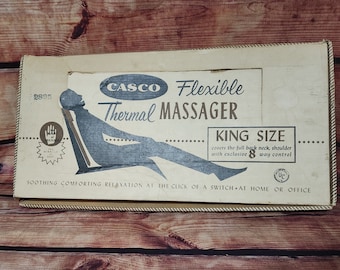 CASCO Flexible
Thermal MASSAGER
KING SIZE
covers the full back neck shoulder
with exclusive 8 way control
SOOTHING COMFORTING RELAXATION AT THE CLICK OF A SWITCH • AT HOME OR OFFICE